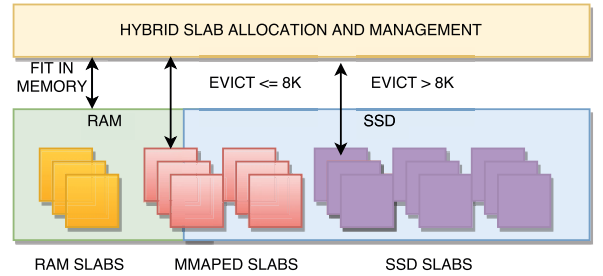 HYBRID SLAB ALLOCATION AND MANAGEMENT
FIT IN
MEMORY
EVICT <= 8K
EVICT > 8K
RAM
SSD
RAM SLABS
MMAPED SLABS
SSD SLABS